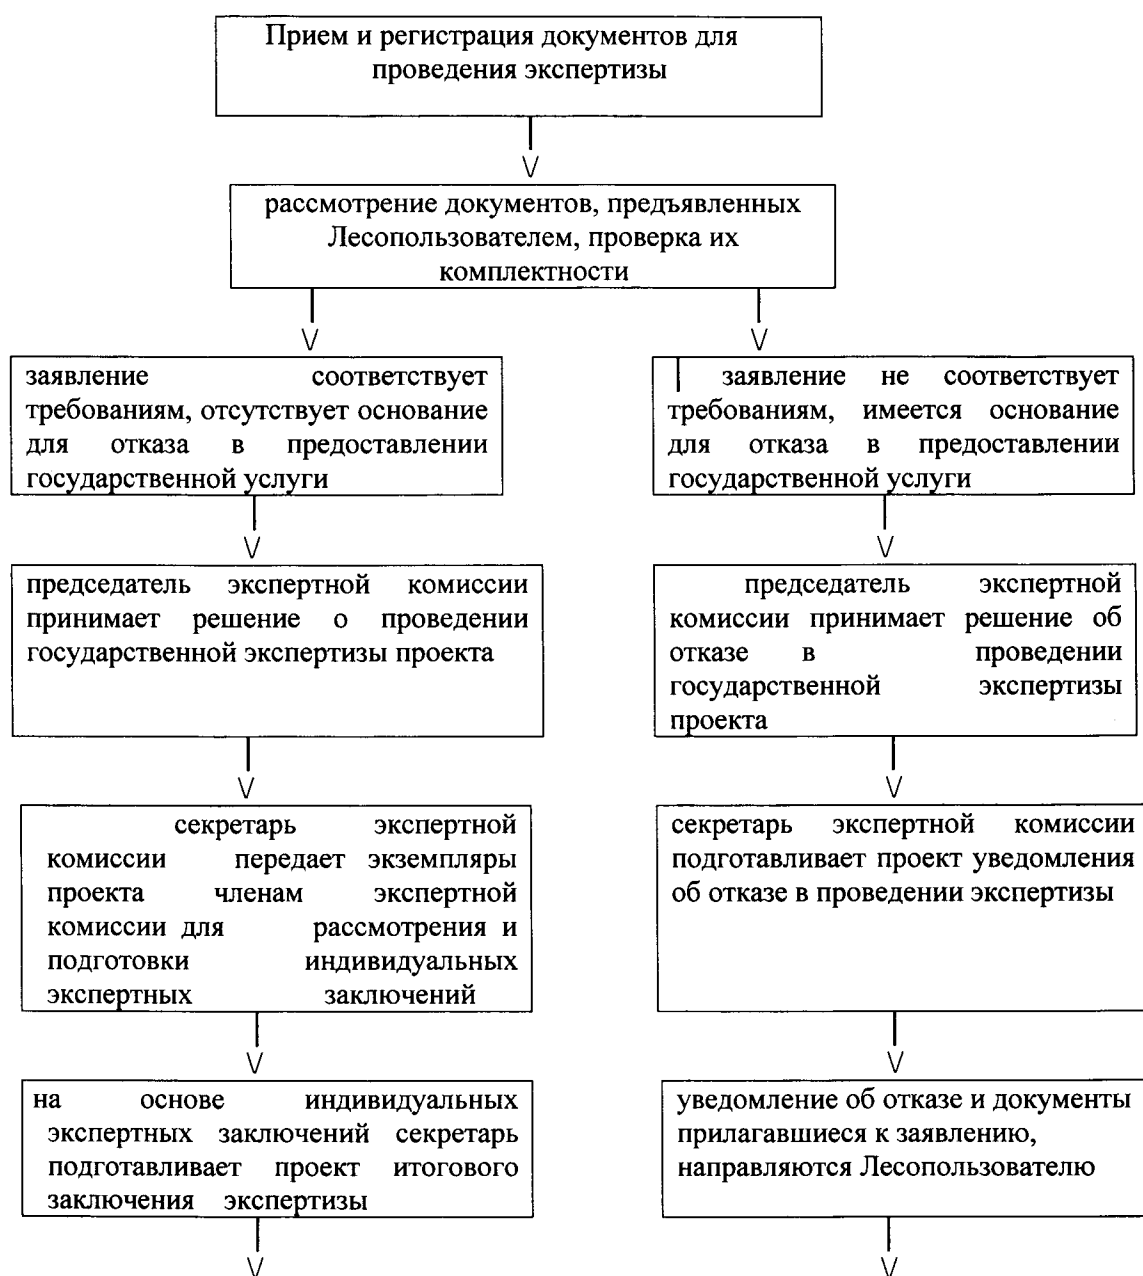 Прием и регистрация документов для
проведения экспертизы
рассмотрение документов, предъявленных
Лесопользователем, проверка их
комплектности
заявление соответствует
требованиям, отсутствует основание
для отказа в предоставлении
государственной услуги
заявление не соответствует
требованиям, имеется основание
для отказа в предоставлении
государственной услуги
председатель экспертной комиссии
принимает решение о проведении
государственной экспертизы проекта
председатель экспертной
комиссии принимает решение об
отказе в проведении
государственной экспертизы
проекта
секретарь экспертной
комиссии передает экземпляры
проекта членам экспертной
комиссии для рассмотрения и
подготовки индивидуальных
экспертных заключений
секретарь экспертной комиссии
подготавливает проект уведомления
об отказе в проведении экспертизы
на основе индивидуальных
экспертных заключений секретарь
подготавливает проект итогового
заключения экспертизы
уведомление об отказе и документы
прилагавшиеся к заявлению,
направляются Лесопользователю